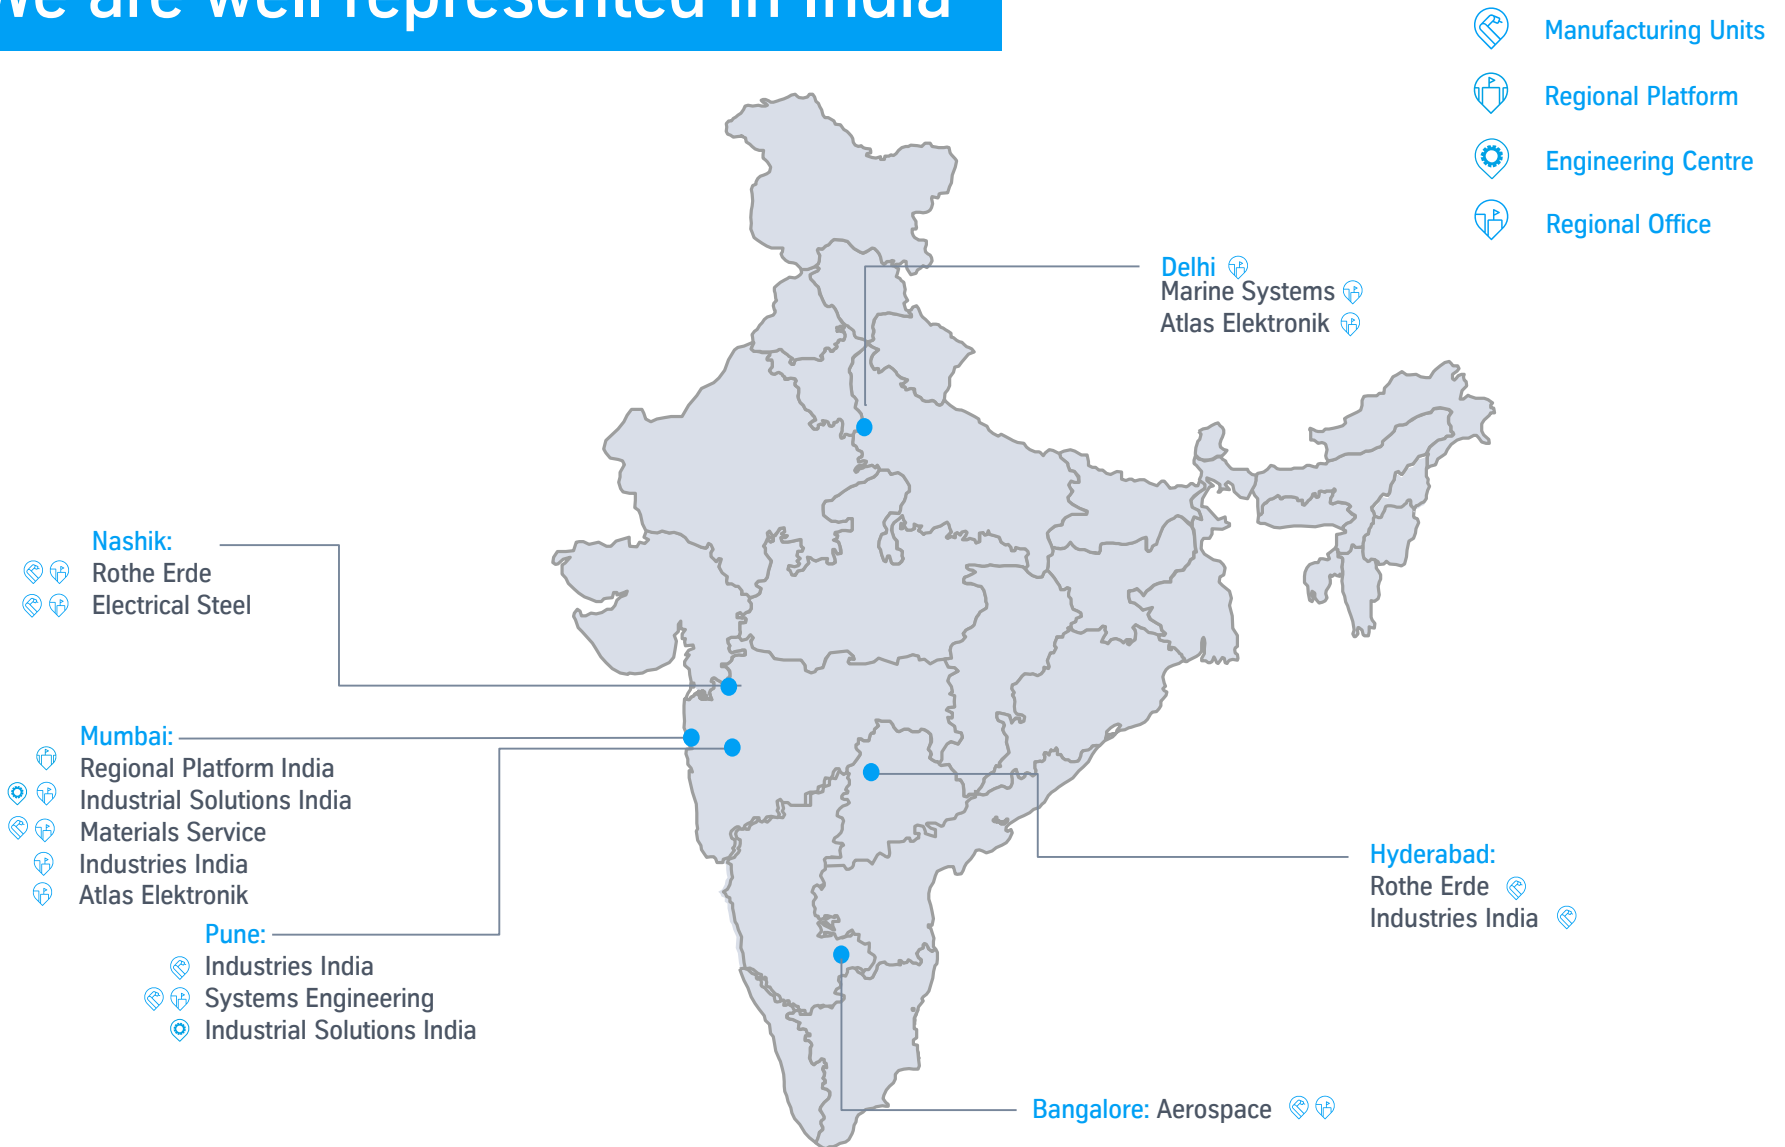 We are well represented in India
Manufacturing Units
Regional Platform
Engineering Centre
Regional Office
Delhi
Marine Systems
Atlas Elektronik
Nashik:
Rothe Erde
Electrical Steel
Mumbai:
Regional Platform India
Industrial Solutions India
Materials Service
Industries India
Atlas Elektronik
Pune:
Industries India
Systems Engineering
Industrial Solutions India
Hyderabad:
Rothe Erde
Industries India
Bangalore: Aerospace